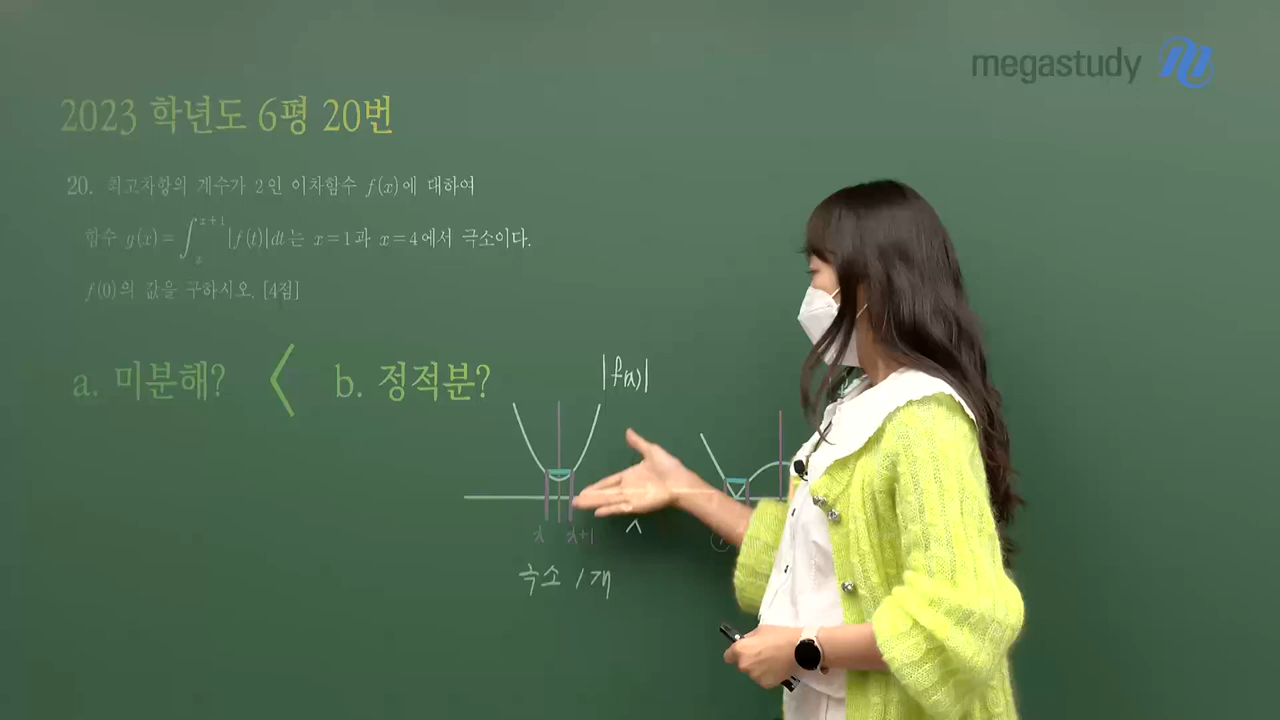 megastudy
2023 학년도 6평 20번
20. 최고차항의 계수가 2인 이차함수 f(x)에 대하여
함수 g(x)=∫ₓˣ⁺¹|f(t)|dt는 x=1과 x=4에서 극소이다.
f(0)의 값을 구하시오. [4점]
a. 미분해? < b. 정적분?
|f(x)|
x x+1
극소 1개